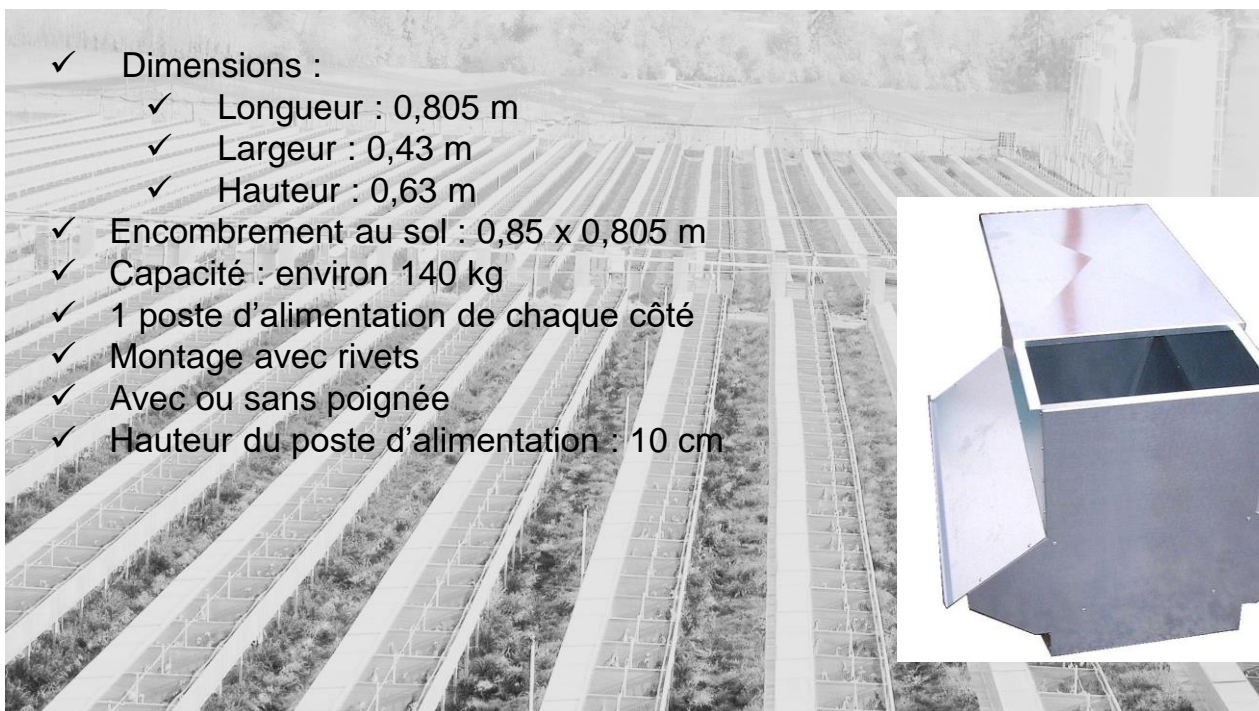 ✓ Dimensions :
✓ Longueur : 0,805 m
✓ Largeur : 0,43 m
✓ Hauteur : 0,63 m
✓ Encombrement au sol : 0,85 x 0,805 m
✓ Capacité : environ 140 kg
✓ 1 poste d’alimentation de chaque côté
✓ Montage avec rivets
✓ Avec ou sans poignée
✓ Hauteur du poste d’alimentation : 10 cm